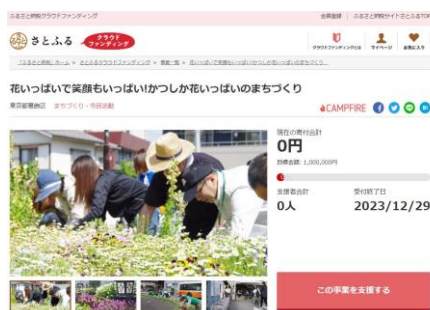 ふるさと納税クラウドファンディング
会員登録 ふるさと納税サイトさとふるTOP
さとふる クラウドファンディング
クラウドファンディングとは マイページ お気に入り
花いっぱいで笑顔もいっぱい!かつしか花いっぱいのまちづくり
東京都葛飾区 まちづくり・市民活動
CAMPFIRE
現在の寄付合計
0円
目標金額: 1,000,000円
支援者合計 受付終了日
0人 2023/12/29
この事業を支援する